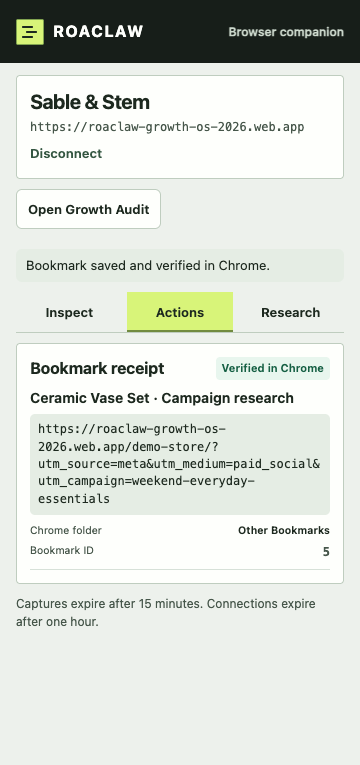 ROACLAW
Browser companion
Sable & Stem
https://roaclaw-growth-os-2026.web.app
Disconnect
Open Growth Audit
Bookmark saved and verified in Chrome.
Inspect
Actions
Research
Bookmark receipt
Verified in Chrome
Ceramic Vase Set · Campaign research
https://roaclaw-growth-os-
2026.web.app/demo-store/?
utm_source=meta&utm_medium=paid_social&
utm_campaign=weekend-everyday-
essentials
Chrome folder
Other Bookmarks
Bookmark ID
5
Captures expire after 15 minutes. Connections expire
after one hour.